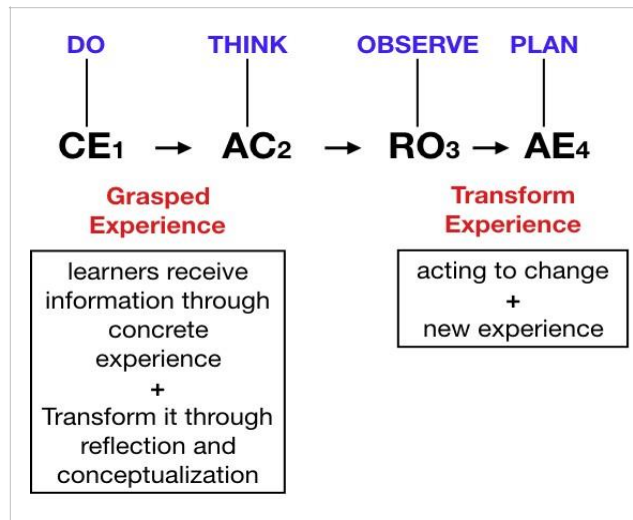 DO THINK OBSERVE PLAN
CE1 → AC2 → RO3 → AE4
Grasped
Experience
learners receive
information through
concrete
experience
+
Transform it through
reflection and
conceptualization
Transform
Experience
acting to change
+
new experience